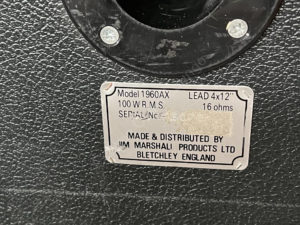 Model 1960AX LEAD 4x12"
100 W R.M.S. 16 ohms
SERIAL No.
MADE & DISTRIBUTED BY
JIM MARSHALL PRODUCTS LTD
BLETCHLEY ENGLAND